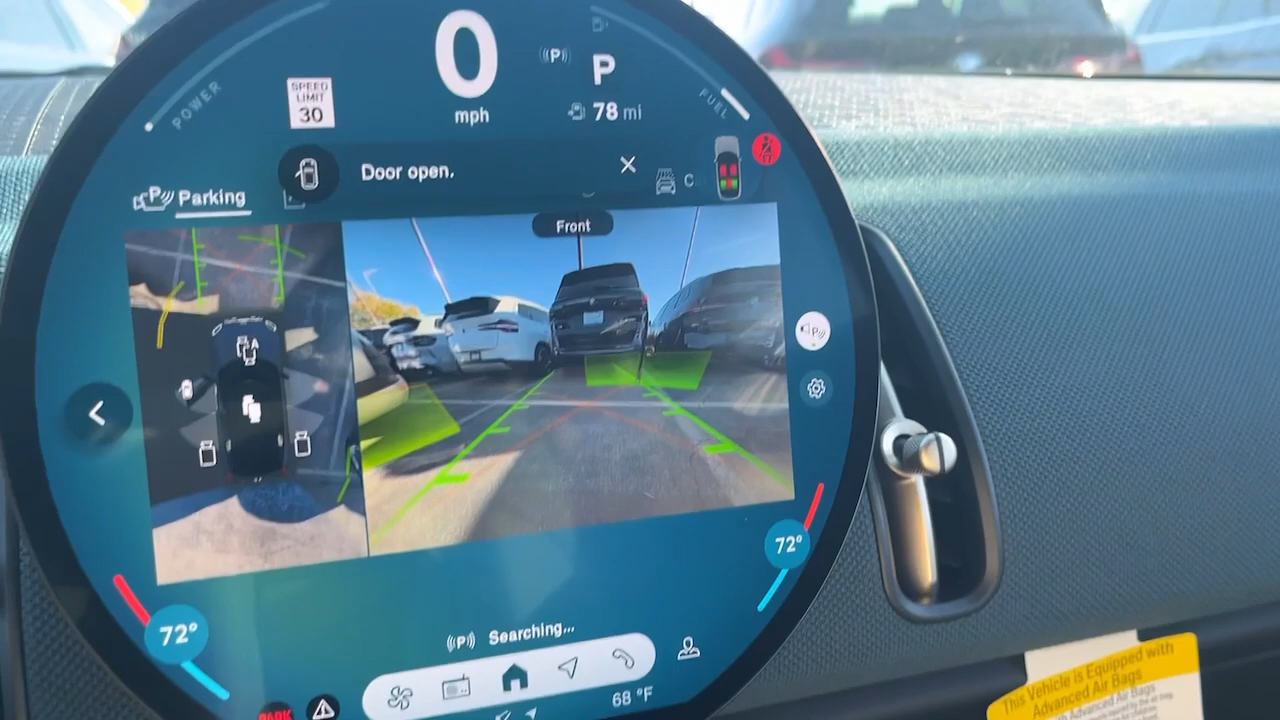 0
mph
(P)
P
78 mi
POWER
SPEED
LIMIT
30
FUEL
Door open.
C
P
Parking
Front
A
P
72°
72°
(P) Searching...
68 °F
PARK
This Vehicle is Equipped with
Advanced Air Bags